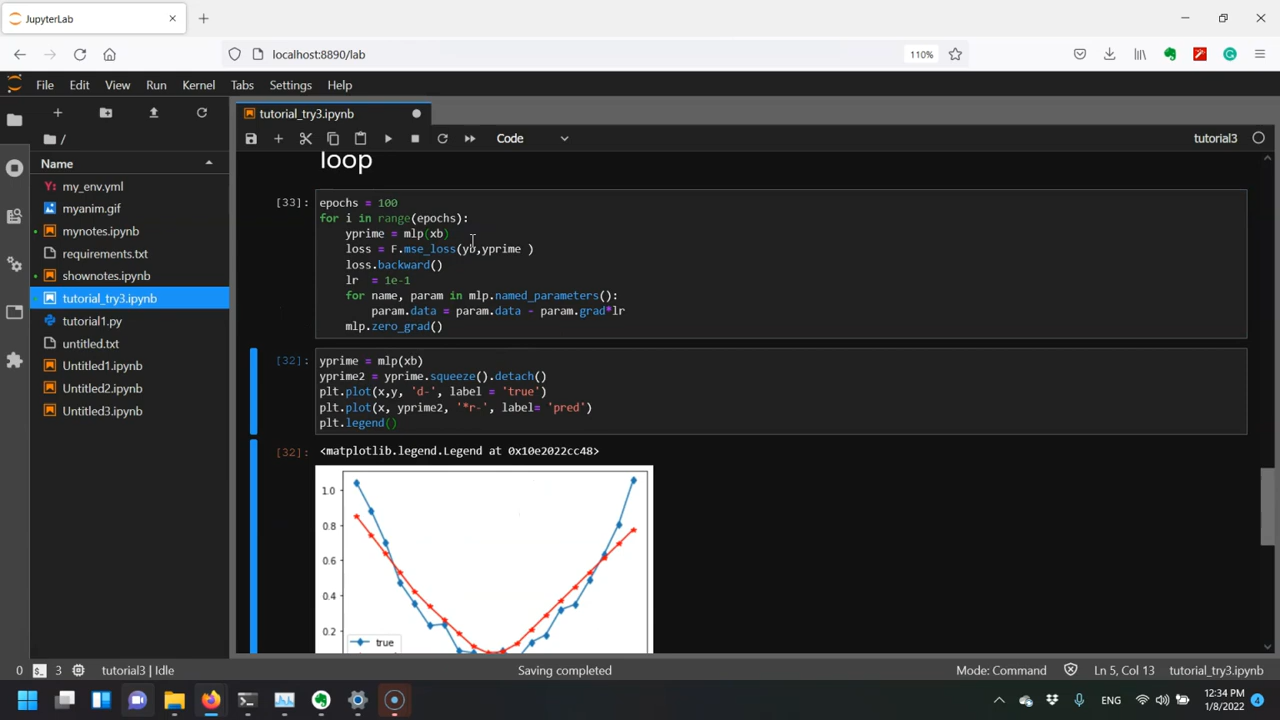 JupyterLab
localhost:8890/lab
110%
File Edit View Run Kernel Tabs Settings Help
tutorial_try3.ipynb
/
Code
tutorial3
Name
my_env.yml
myanim.gif
mynotes.ipynb
requirements.txt
shownotes.ipynb
tutorial_try3.ipynb
tutorial1.py
untitled.txt
Untitled1.ipynb
Untitled2.ipynb
Untitled3.ipynb
loop
[33]: epochs = 100
for i in range(epochs):
yprime = mlp(xb)
loss = F.mse_loss(yb,yprime )
loss.backward()
lr = 1e-1
for name, param in mlp.named_parameters():
param.data = param.data - param.grad*lr
mlp.zero_grad()
[32]: yprime = mlp(xb)
yprime2 = yprime.squeeze().detach()
plt.plot(x,y, 'd-', label = 'true')
plt.plot(x, yprime2, '*r-', label= 'pred')
plt.legend()
[32]: <matplotlib.legend.Legend at 0x10e2022cc48>
1.0
0.8
0.6
0.4
0.2
true
0 3 tutorial3 | Idle Saving completed Mode: Command Ln 5, Col 13 tutorial_try3.ipynb
ENG
12:34 PM
1/8/2022
4